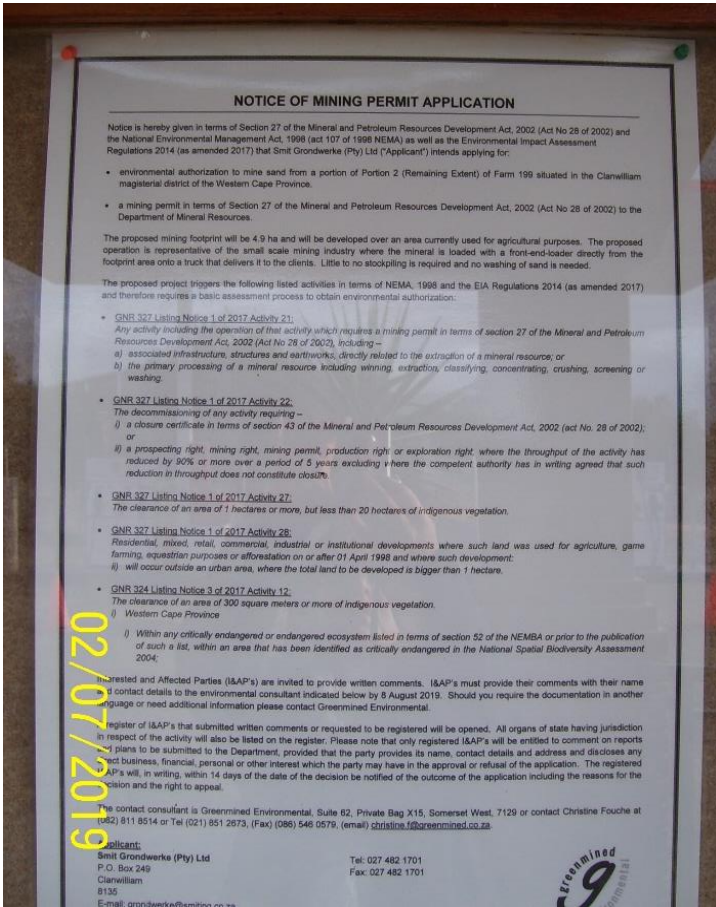 NOTICE OF MINING PERMIT APPLICATION
Notice is hereby given in terms of Section 27 of the Mineral and Petroleum Resources Development Act, 2002 (Act No 28 of 2002) and
the National Environmental Management Act, 1998 (act 107 of 1998 NEMA) as well as the Environmental Impact Assessment
Regulations 2014 (as amended 2017) that Smit Grondwerke (Pty) Ltd ("Applicant") intends applying for:
• environmental authorization to mine sand from a portion of Portion 2 (Remaining Extent) of Farm 199 situated in the Clanwilliam
magisterial district of the Western Cape Province.
• a mining permit in terms of Section 27 of the Mineral and Petroleum Resources Development Act, 2002 (Act No 28 of 2002) to the
Department of Mineral Resources.
The proposed mining footprint will be 4.9 ha and will be developed over an area currently used for agricultural purposes. The proposed
operation is representative of the small scale mining industry where the mineral is loaded with a front-end-loader directly from the
footprint area onto a truck that delivers it to the clients. Little to no stockpiling is required and no washing of sand is needed.
The proposed project triggers the following listed activities in terms of NEMA, 1998 and the EIA Regulations 2014 (as amended 2017)
and therefore requires a basic assessment process to obtain environmental authorization:
• GNR 327 Listing Notice 1 of 2017 Activity 21:
Any activity including the operation of that activity which requires a mining permit in terms of section 27 of the Mineral and Petroleum
Resources Development Act, 2002 (Act No 28 of 2002), including –
a) associated infrastructure, structures and earthworks, directly related to the extraction of a mineral resource; or
b) the primary processing of a mineral resource including winning, extraction, classifying, concentrating, crushing, screening or
washing.
• GNR 327 Listing Notice 1 of 2017 Activity 22:
The decommissioning of any activity requiring –
i) a closure certificate in terms of section 43 of the Mineral and Petroleum Resources Development Act, 2002 (act No. 28 of 2002);
or
ii) a prospecting right, mining right, mining permit, production right or exploration right, where the throughput of the activity has
reduced by 90% or more over a period of 5 years excluding where the competent authority has in writing agreed that such
reduction in throughput does not constitute closure.
• GNR 327 Listing Notice 1 of 2017 Activity 27:
The clearance of an area of 1 hectares or more, but less than 20 hectares of indigenous vegetation.
• GNR 327 Listing Notice 1 of 2017 Activity 28:
Residential, mixed, retail, commercial, industrial or institutional developments where such land was used for agriculture, game
farming, equestrian purposes or afforestation on or after 01 April 1998 and where such development:
ii) will occur outside an urban area, where the total land to be developed is bigger than 1 hectare.
• GNR 324 Listing Notice 3 of 2017 Activity 12:
The clearance of an area of 300 square meters or more of indigenous vegetation.
i) Western Cape Province
i) Within any critically endangered or endangered ecosystem listed in terms of section 52 of the NEMBA or prior to the publication
of such a list, within an area that has been identified as critically endangered in the National Spatial Biodiversity Assessment
2004;
Interested and Affected Parties (I&AP's) are invited to provide written comments. I&AP's must provide their comments with their name
and contact details to the environmental consultant indicated below by 8 August 2019. Should you require the documentation in another
language or need additional information please contact Greenmined Environmental.
register of I&AP's that submitted written comments or requested to be registered will be opened. All organs of state having jurisdiction
in respect of the activity will also be listed on the register. Please note that only registered I&AP's will be entitled to comment on reports
and plans to be submitted to the Department, provided that the party provides its name, contact details and address and discloses any
direct business, financial, personal or other interest which the party may have in the approval or refusal of the application. The registered
I&AP's will, in writing, within 14 days of the date of the decision be notified of the outcome of the application including the reasons for the
decision and the right to appeal.
The contact consultant is Greenmined Environmental, Suite 62, Private Bag X15, Somerset West, 7129 or contact Christine Fouche at
(082) 811 8514 or Tel (021) 851 2673, (Fax) (086) 546 0579, (email) christine.f@greenmined.co.za.
Applicant:
Smit Grondwerke (Pty) Ltd
P.O. Box 249
Clanwilliam
8135
E-mail: grondwerke@smiting.co.za
Tel: 027 482 1701
Fax: 027 482 1701
greenmined
environmental
02/07/2019